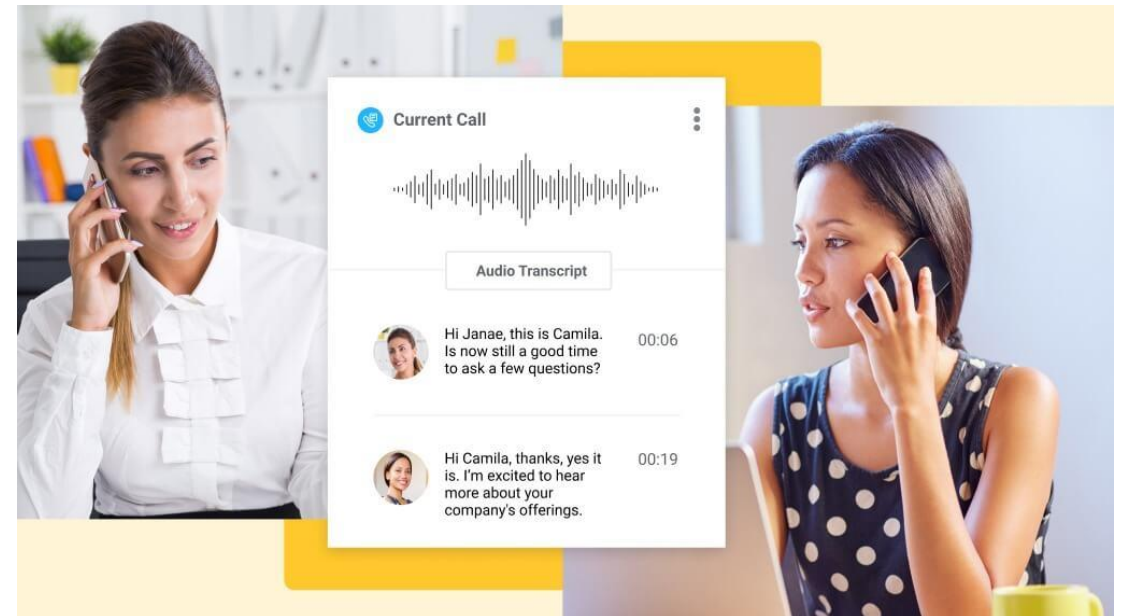 Current Call
Audio Transcript
Hi Janae, this is Camila.
Is now still a good time
to ask a few questions?
00:06
Hi Camila, thanks, yes it
is. I'm excited to hear
more about your
company's offerings.
00:19